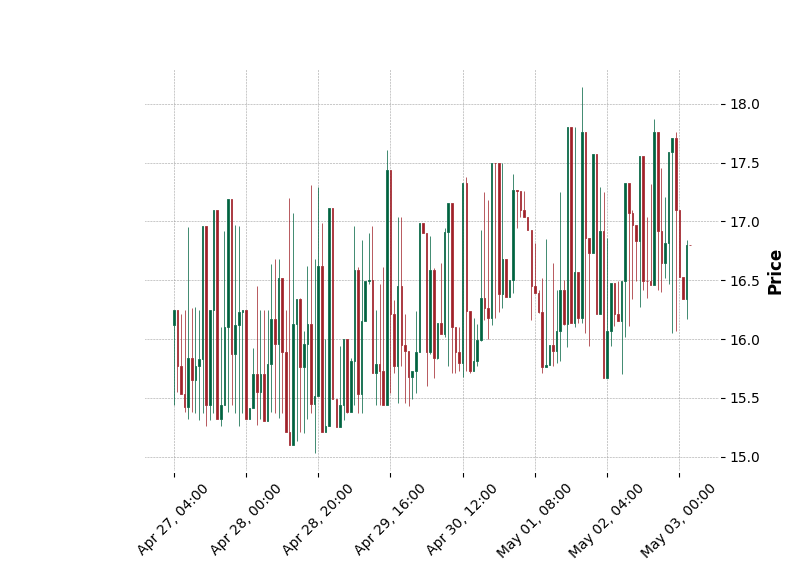 18.0
17.5
17.0
16.5
16.0
15.5
15.0
Price
Apr 27, 04:00
Apr 28, 00:00
Apr 28, 20:00
Apr 29, 16:00
Apr 30, 12:00
May 01, 08:00
May 02, 04:00
May 03, 00:00